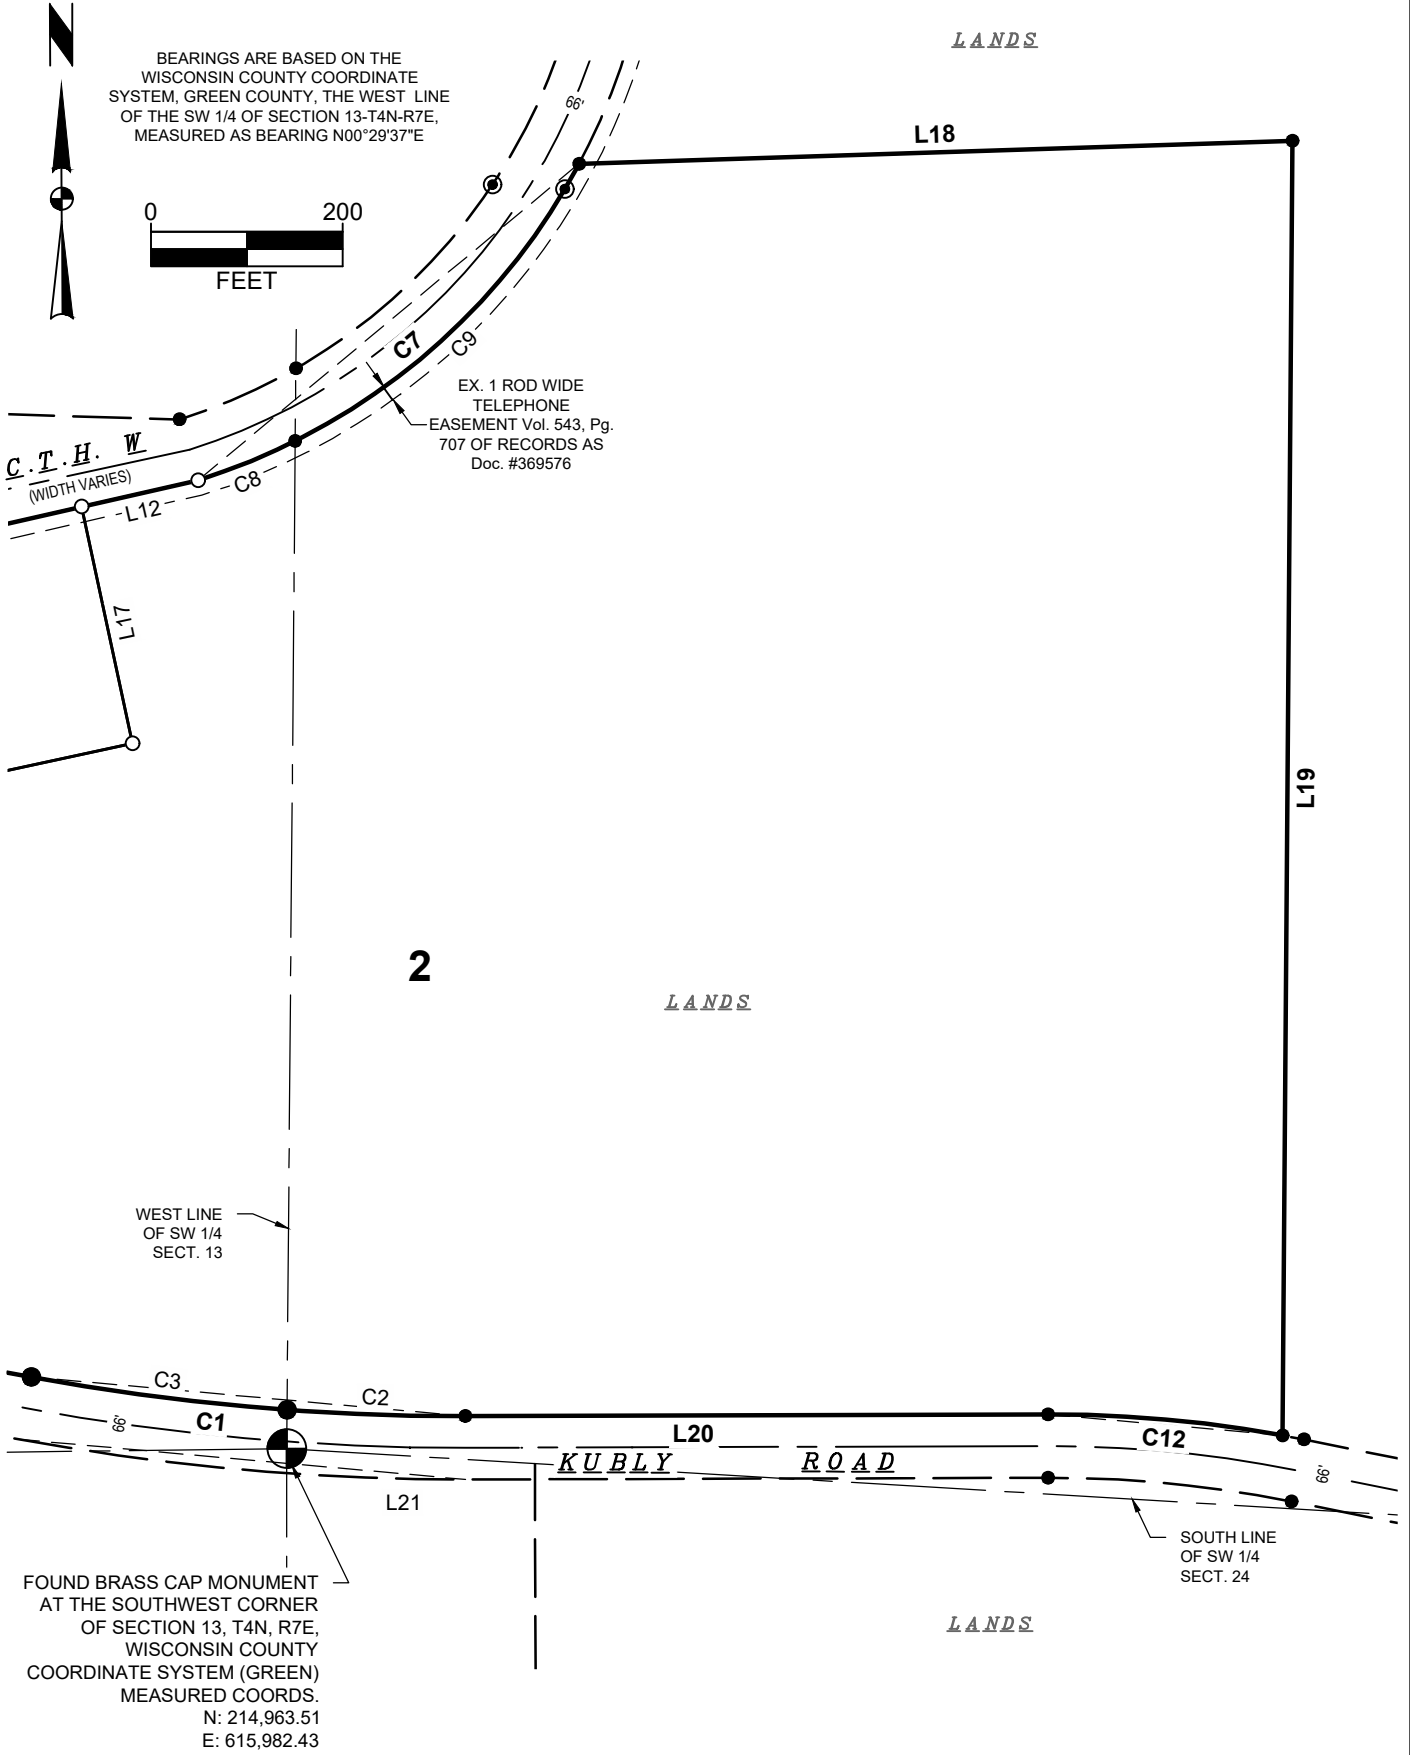 N
LANDS
BEARINGS ARE BASED ON THE
WISCONSIN COUNTY COORDINATE
SYSTEM, GREEN COUNTY, THE WEST LINE
OF THE SW 1/4 OF SECTION 13-T4N-R7E,
MEASURED AS BEARING N00°29'37"E
66'
L18
0 200
FEET
C7
C9
EX. 1 ROD WIDE
TELEPHONE
EASEMENT Vol. 543, Pg.
707 OF RECORDS AS
Doc. #369576
C.T.H. W
(WIDTH VARIES)
L12
C8
L17
L19
2
LANDS
WEST LINE
OF SW 1/4
SECT. 13
C3
C2
66'
C1
L20
C12
KUBLY ROAD
66'
L21
SOUTH LINE
OF SW 1/4
SECT. 24
FOUND BRASS CAP MONUMENT
AT THE SOUTHWEST CORNER
OF SECTION 13, T4N, R7E,
WISCONSIN COUNTY
COORDINATE SYSTEM (GREEN)
MEASURED COORDS.
N: 214,963.51
E: 615,982.43
LANDS